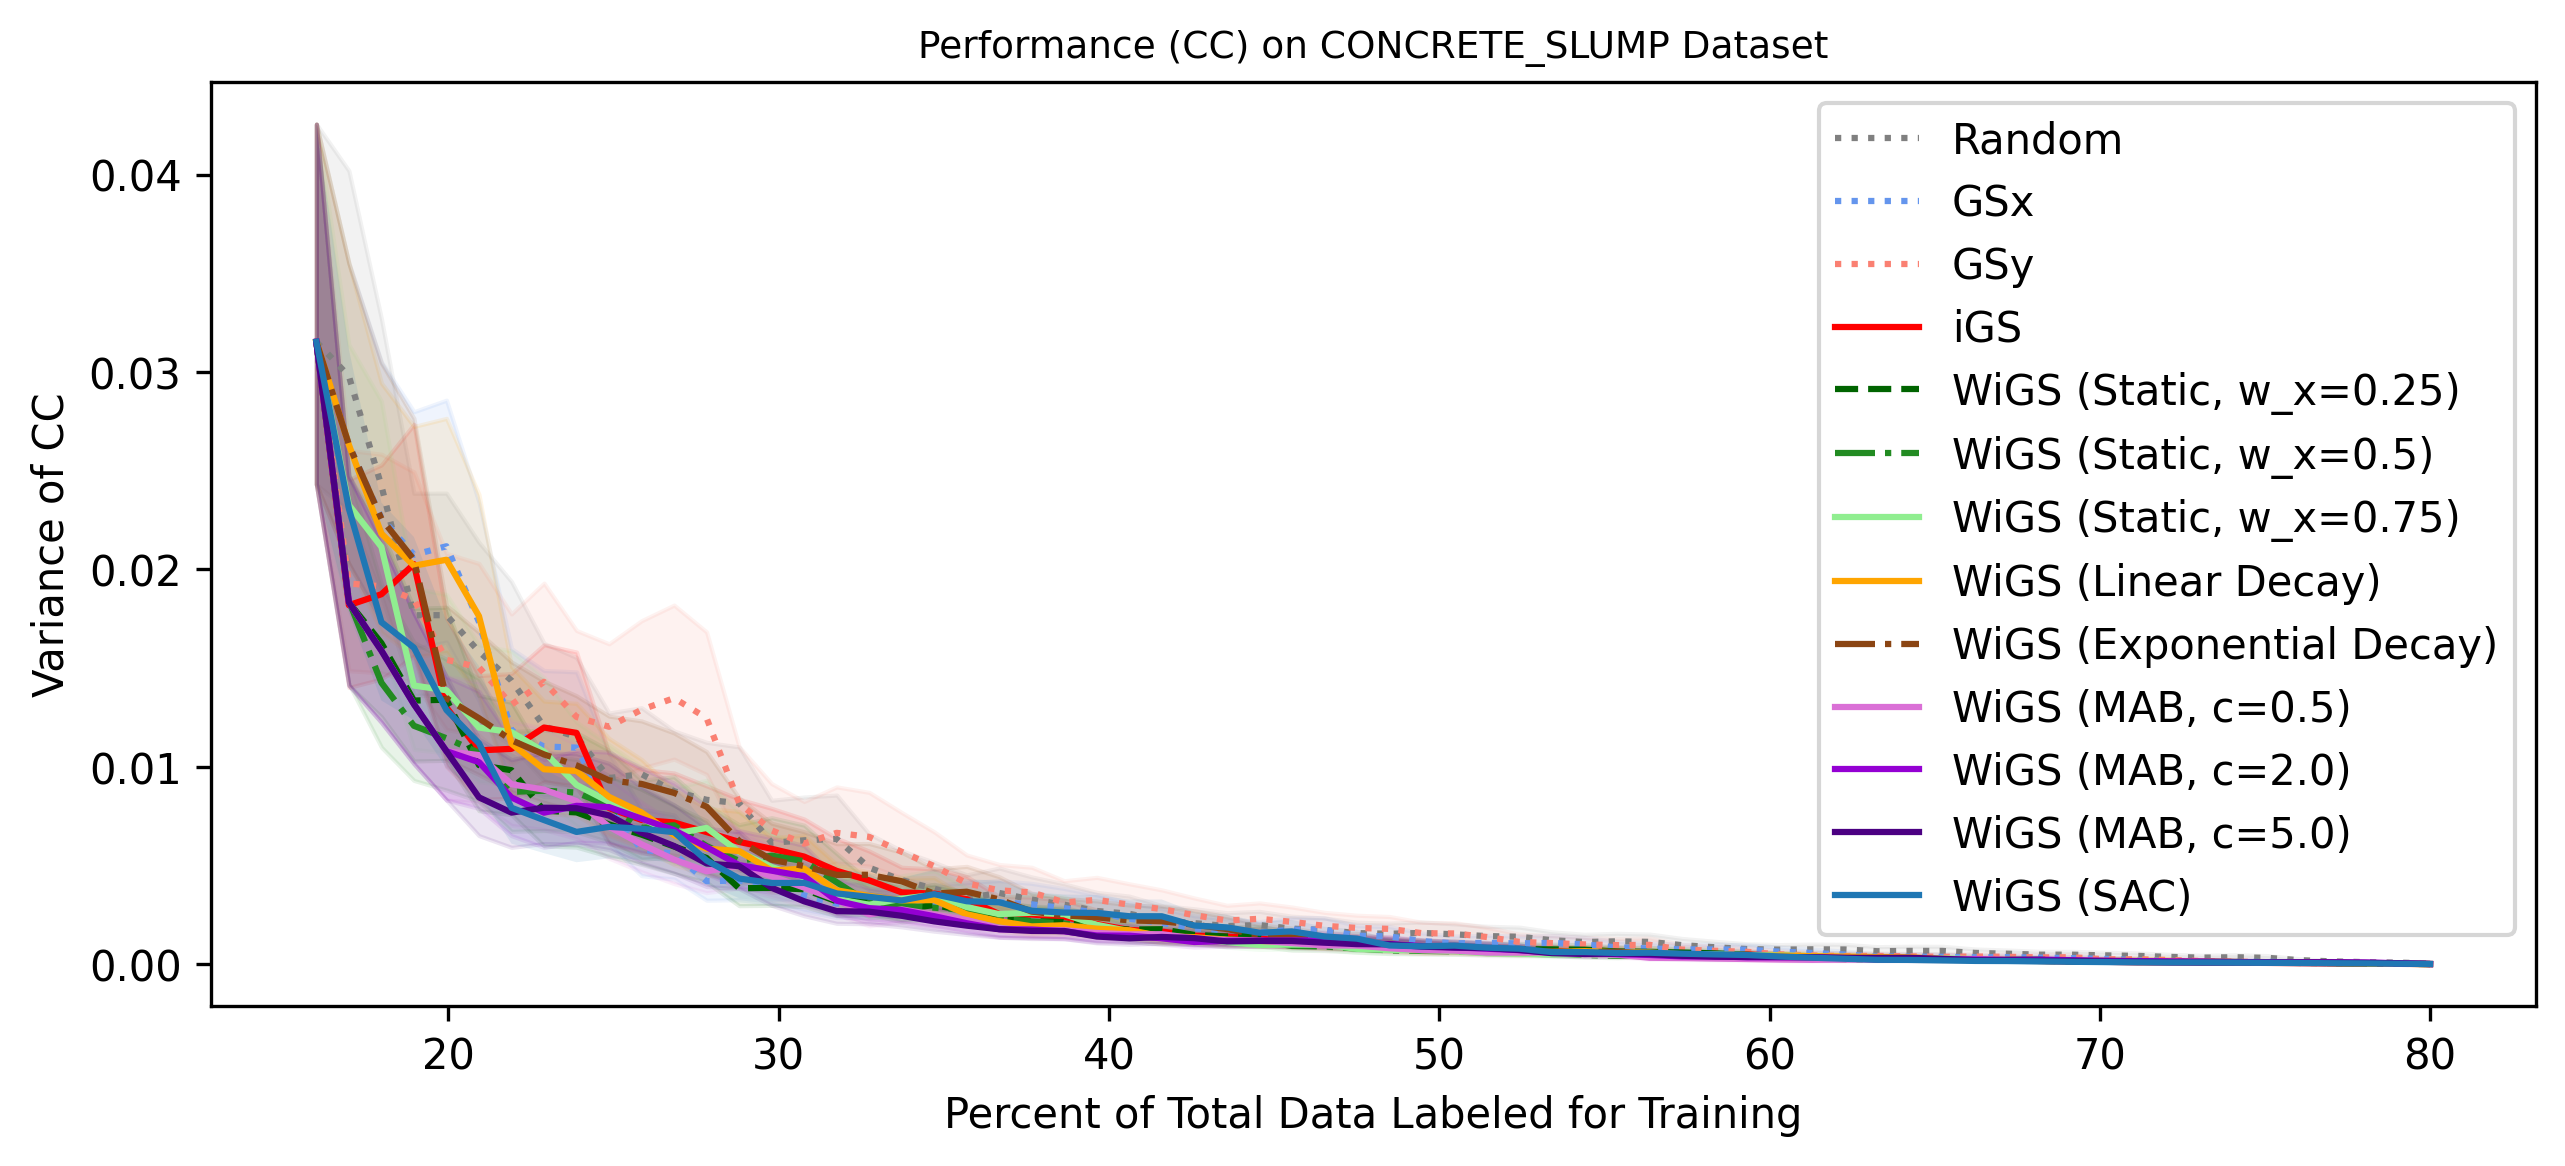 Performance (CC) on CONCRETE_SLUMP Dataset
Variance of CC
0.04
0.03
0.02
0.01
0.00
20 30 40 50 60 70 80
Percent of Total Data Labeled for Training
Random
GSx
GSy
iGS
WiGS (Static, w_x=0.25)
WiGS (Static, w_x=0.5)
WiGS (Static, w_x=0.75)
WiGS (Linear Decay)
WiGS (Exponential Decay)
WiGS (MAB, c=0.5)
WiGS (MAB, c=2.0)
WiGS (MAB, c=5.0)
WiGS (SAC)